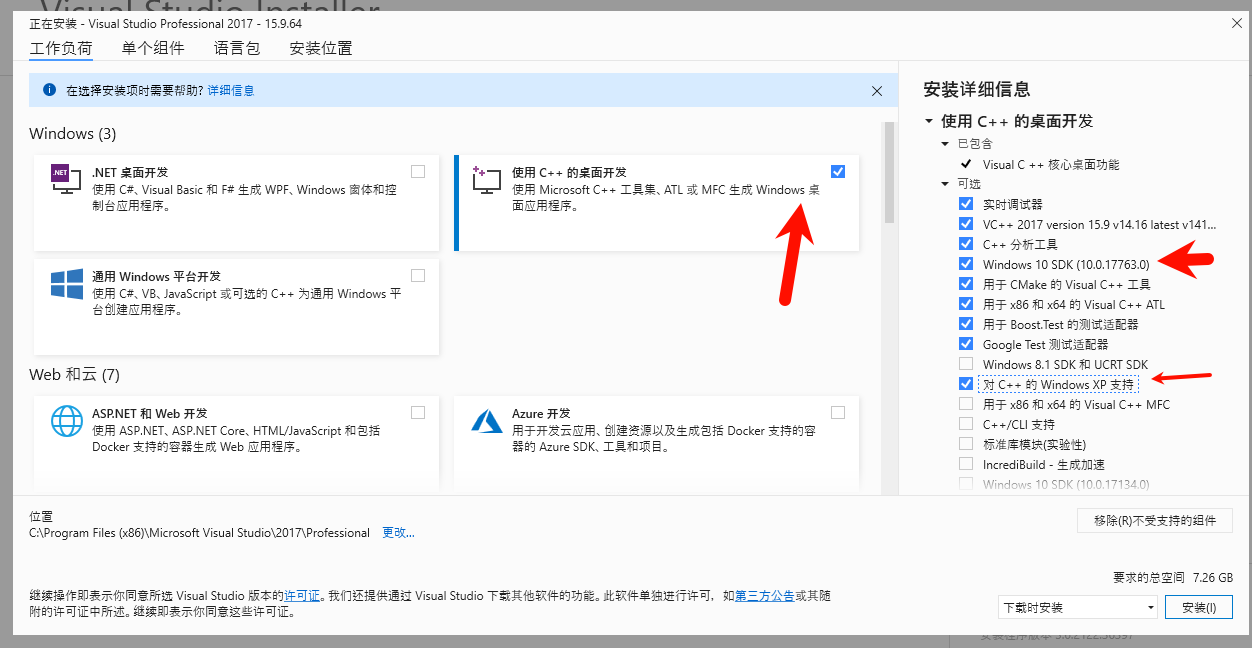 Visual Studio Installer
正在安装 - Visual Studio Professional 2017 - 15.9.64
工作负荷 单个组件 语言包 安装位置
在选择安装项时需要帮助? 详细信息
Windows (3)
.NET
.NET 桌面开发
使用 C#、Visual Basic 和 F# 生成 WPF、Windows 窗体和控
制台应用程序。
使用 C++ 的桌面开发
使用 Microsoft C++ 工具集、ATL 或 MFC 生成 Windows 桌
面应用程序。
通用 Windows 平台开发
使用 C#、VB、JavaScript 或可选的 C++ 为通用 Windows 平
台创建应用程序。
Web 和云 (7)
ASP.NET 和 Web 开发
使用 ASP.NET、ASP.NET Core、HTML/JavaScript 和包括
Docker 支持的容器生成 Web 应用程序。
Azure 开发
用于开发云应用、创建资源以及生成包括 Docker 支持的容
器的 Azure SDK、工具和项目。
安装详细信息
使用 C++ 的桌面开发
已包含
Visual C ++ 核心桌面功能
可选
实时调试器
VC++ 2017 version 15.9 v14.16 latest v141...
C++ 分析工具
Windows 10 SDK (10.0.17763.0)
用于 CMake 的 Visual C++ 工具
用于 x86 和 x64 的 Visual C++ ATL
用于 Boost.Test 的测试适配器
Google Test 测试适配器
Windows 8.1 SDK 和 UCRT SDK
对 C++ 的 Windows XP 支持
用于 x86 和 x64 的 Visual C++ MFC
C++/CLI 支持
标准库模块(实验性)
IncrediBuild - 生成加速
Windows 10 SDK (10.0.17134.0)
位置
C:\Program Files (x86)\Microsoft Visual Studio\2017\Professional 更改...
移除(R)不受支持的组件
要求的总空间 7.26 GB
继续操作即表示你同意所选 Visual Studio 版本的许可证。我们还提供通过 Visual Studio 下载其他软件的功能。此软件单独进行许可，如第三方公告或其随
附的许可证中所述。继续即表示你同意这些许可证。
下载时安装 安装(I)